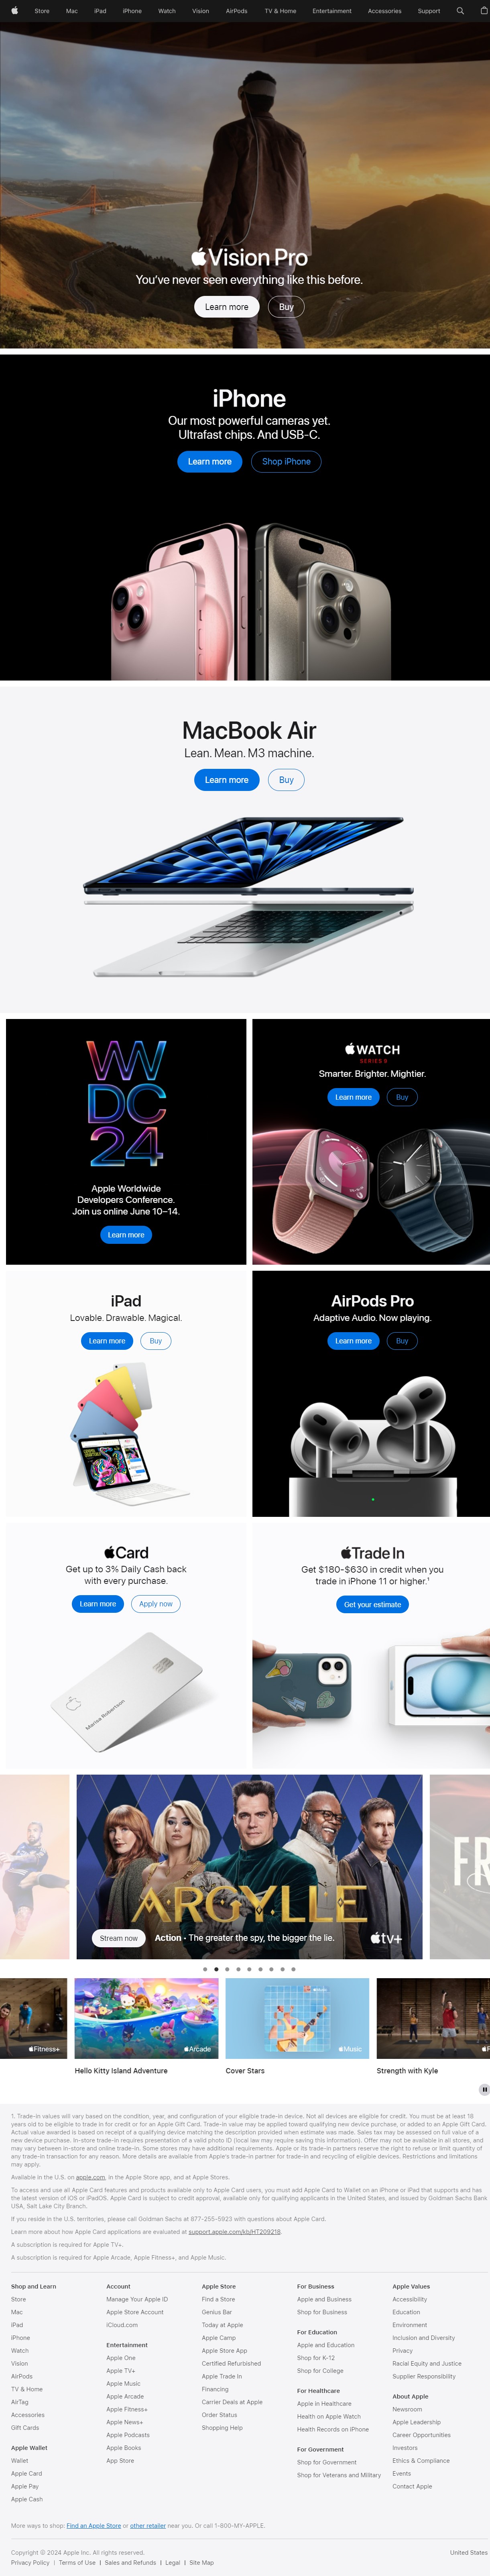 Store Mac iPad iPhone Watch Vision AirPods TV & Home Entertainment Accessories Support
Vision Pro
You've never seen everything like this before.
Learn more Buy
iPhone
Our most powerful cameras yet.
Ultrafast chips. And USB-C.
Learn more Shop iPhone
MacBook Air
Lean. Mean. M3 machine.
Learn more Buy
WW
DC
24
Apple Worldwide
Developers Conference.
Join us online June 10–14.
Learn more
WATCH
SERIES 9
Smarter. Brighter. Mightier.
Learn more Buy
iPad
Lovable. Drawable. Magical.
Learn more Buy
AirPods Pro
Adaptive Audio. Now playing.
Learn more Buy
Card
Get up to 3% Daily Cash back
with every purchase.
Learn more Apply now
Marisa Robertson
Trade In
Get $180-$630 in credit when you
trade in iPhone 11 or higher.¹
Get your estimate
ARGYLLE
Stream now Action · The greater the spy, the bigger the lie. tv+
FR
Fitness+ Arcade Music
Hello Kitty Island Adventure Cover Stars Strength with Kyle
1. Trade-in values will vary based on the condition, year, and configuration of your eligible trade-in device. Not all devices are eligible for credit. You must be at least 18
years old to be eligible to trade in for credit or for an Apple Gift Card. Trade-in value may be applied toward qualifying new device purchase, or added to an Apple Gift Card.
Actual value awarded is based on receipt of a qualifying device matching the description provided when estimate was made. Sales tax may be assessed on full value of a
new device purchase. In-store trade-in requires presentation of a valid photo ID (local law may require saving this information). Offer may not be available in all stores, and
may vary between in-store and online trade-in. Some stores may have additional requirements. Apple or its trade-in partners reserve the right to refuse or limit quantity of
any trade-in transaction for any reason. More details are available from Apple's trade-in partner for trade-in and recycling of eligible devices. Restrictions and limitations
may apply.
Available in the U.S. on apple.com, in the Apple Store app, and at Apple Stores.
To access and use all Apple Card features and products available only to Apple Card users, you must add Apple Card to Wallet on an iPhone or iPad that supports and has
the latest version of iOS or iPadOS. Apple Card is subject to credit approval, available only for qualifying applicants in the United States, and issued by Goldman Sachs Bank
USA, Salt Lake City Branch.
If you reside in the U.S. territories, please call Goldman Sachs at 877-255-5923 with questions about Apple Card.
Learn more about how Apple Card applications are evaluated at support.apple.com/kb/HT209218.
A subscription is required for Apple TV+.
A subscription is required for Apple Arcade, Apple Fitness+, and Apple Music.
Shop and Learn
Store
Mac
iPad
iPhone
Watch
Vision
AirPods
TV & Home
AirTag
Accessories
Gift Cards
Apple Wallet
Wallet
Apple Card
Apple Pay
Apple Cash
Account
Manage Your Apple ID
Apple Store Account
iCloud.com
Entertainment
Apple One
Apple TV+
Apple Music
Apple Arcade
Apple Fitness+
Apple News+
Apple Podcasts
Apple Books
App Store
Apple Store
Find a Store
Genius Bar
Today at Apple
Apple Camp
Apple Store App
Certified Refurbished
Apple Trade In
Financing
Carrier Deals at Apple
Order Status
Shopping Help
For Business
Apple and Business
Shop for Business
For Education
Apple and Education
Shop for K-12
Shop for College
For Healthcare
Apple in Healthcare
Health on Apple Watch
Health Records on iPhone
For Government
Shop for Government
Shop for Veterans and Military
Apple Values
Accessibility
Education
Environment
Inclusion and Diversity
Privacy
Racial Equity and Justice
Supplier Responsibility
About Apple
Newsroom
Apple Leadership
Career Opportunities
Investors
Ethics & Compliance
Events
Contact Apple
More ways to shop: Find an Apple Store or other retailer near you. Or call 1-800-MY-APPLE.
Copyright © 2024 Apple Inc. All rights reserved. United States
Privacy Policy | Terms of Use | Sales and Refunds | Legal | Site Map